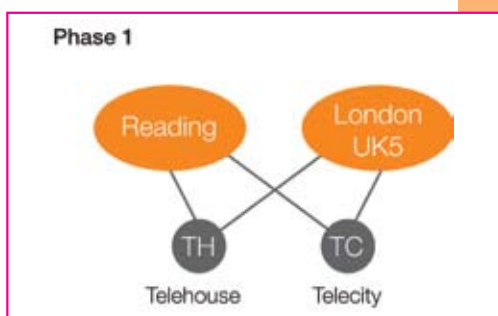 Phase 1
Reading
London
UK5
TH
TC
Telehouse
Telecity